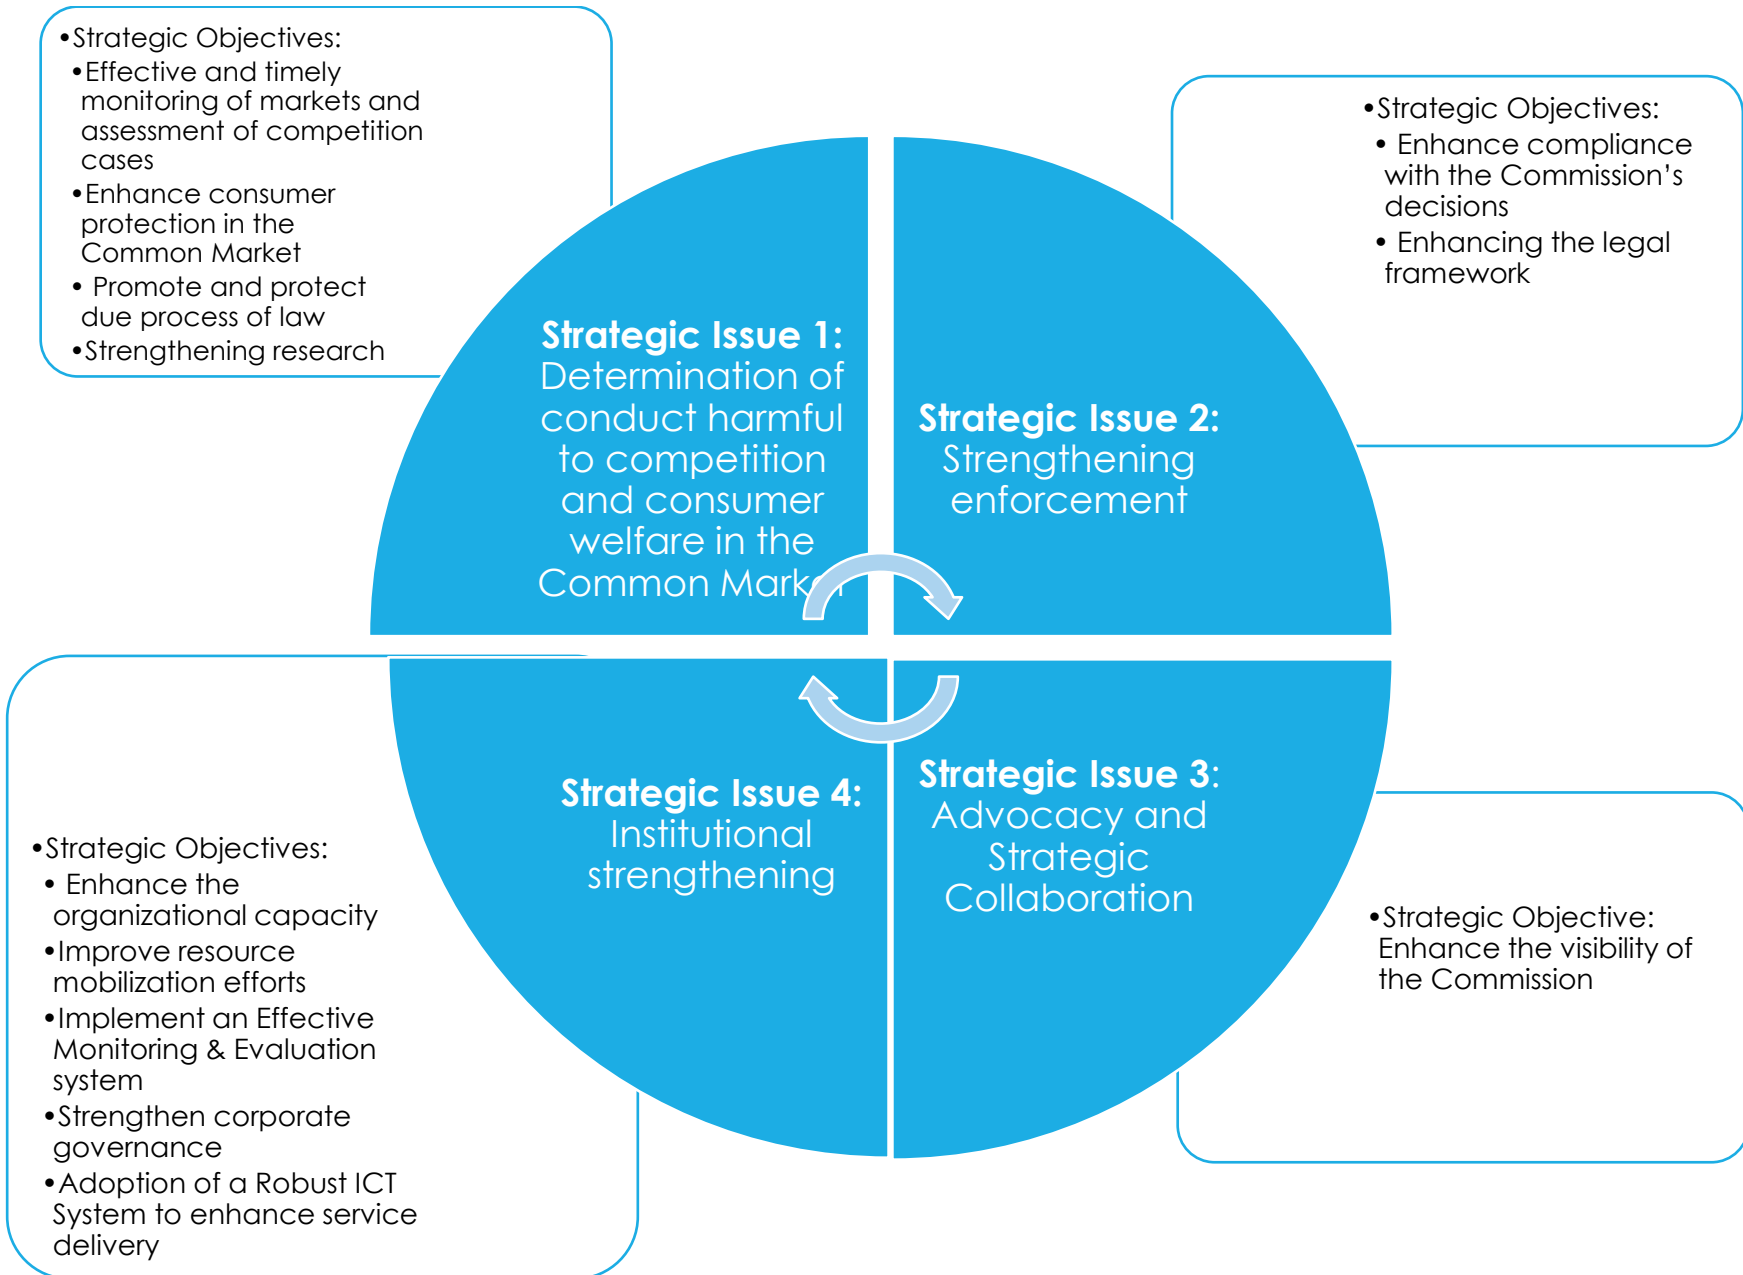 •Strategic Objectives:
•Effective and timely
monitoring of markets and
assessment of competition
cases
•Enhance consumer
protection in the
Common Market
• Promote and protect
due process of law
•Strengthening research
•Strategic Objectives:
• Enhance compliance
with the Commission’s
decisions
• Enhancing the legal
framework
Strategic Issue 1:
Determination of
conduct harmful
to competition
and consumer
welfare in the
Common Market
Strategic Issue 2:
Strengthening
enforcement
Strategic Issue 4:
Institutional
strengthening
Strategic Issue 3:
Advocacy and
Strategic
Collaboration
•Strategic Objectives:
• Enhance the
organizational capacity
•Improve resource
mobilization efforts
•Implement an Effective
Monitoring & Evaluation
system
•Strengthen corporate
governance
•Adoption of a Robust ICT
System to enhance service
delivery
•Strategic Objective:
Enhance the visibility of
the Commission